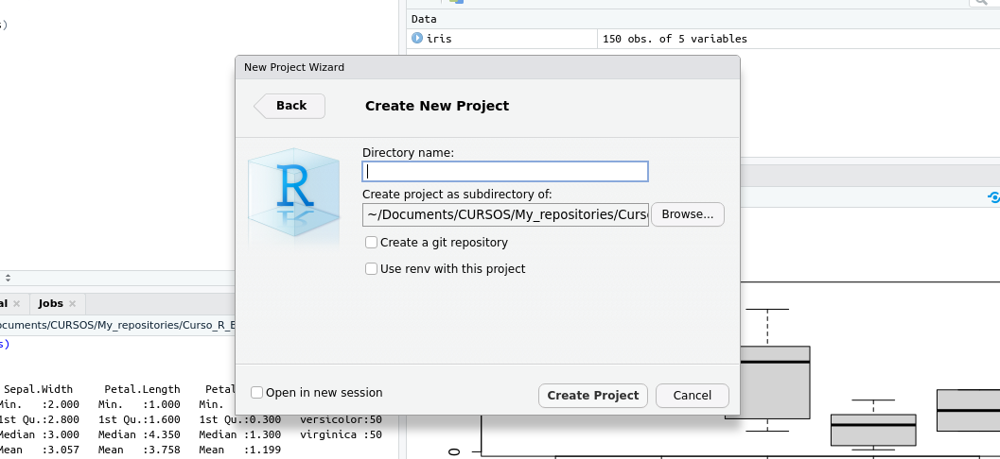 s)
Data
iris 150 obs. of 5 variables
New Project Wizard
Back
Create New Project
Directory name:
R
Create project as subdirectory of:
~/Documents/CURSOS/My_repositories/Curso
Browse...
Create a git repository
Use renv with this project
Open in new session
Create Project
Cancel
al
Jobs
ocuments/CURSOS/My_repositories/Curso_R_B
s)
Sepal.Width Petal.Length Petal
Min. :2.000 Min. :1.000 Min.
1st Qu.:2.800 1st Qu.:1.600 1st Qu.:0.300 versicolor:50
Median :3.000 Median :4.350 Median :1.300 virginica :50
Mean :3.057 Mean :3.758 Mean :1.199
0